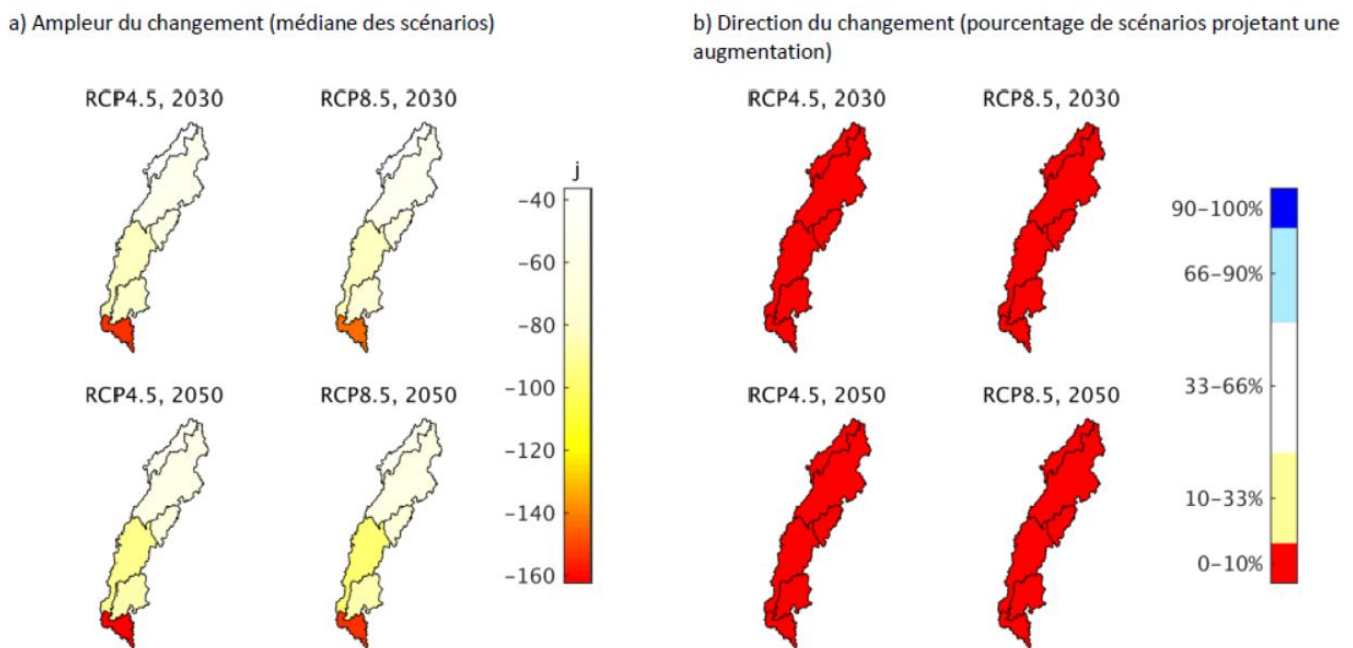 a) Ampleur du changement (médiane des scénarios)
b) Direction du changement (pourcentage de scénarios projetant une
augmentation)
RCP4.5, 2030
RCP8.5, 2030
RCP4.5, 2050
RCP8.5, 2050
j
-40
-60
-80
-100
-120
-140
-160
RCP4.5, 2030
RCP8.5, 2030
RCP4.5, 2050
RCP8.5, 2050
90-100%
66-90%
33-66%
10-33%
0-10%